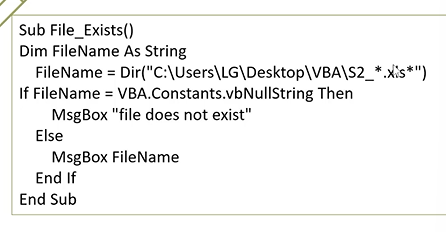 Sub File_Exists()
Dim FileName As String
FileName = Dir("C:\Users\LG\Desktop\VBA\S2_*.xls*")
If FileName = VBA.Constants.vbNullString Then
MsgBox "file does not exist"
Else
MsgBox FileName
End If
End Sub